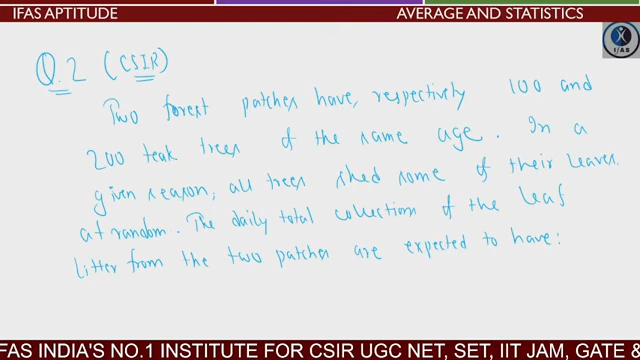 IFAS APTITUDE AVERAGE AND STATISTICS
IFAS
Q.2 (CSIR)
Two forest patches have, respectively 100 and
200 teak trees of the same age. In a
given season, all trees shed some of their leaves
at random. The daily total collection of the leaf
litter from the two patches are expected to have:
FAS INDIA'S NO.1 INSTITUTE FOR CSIR UGC NET, SET, IIT JAM, GATE &